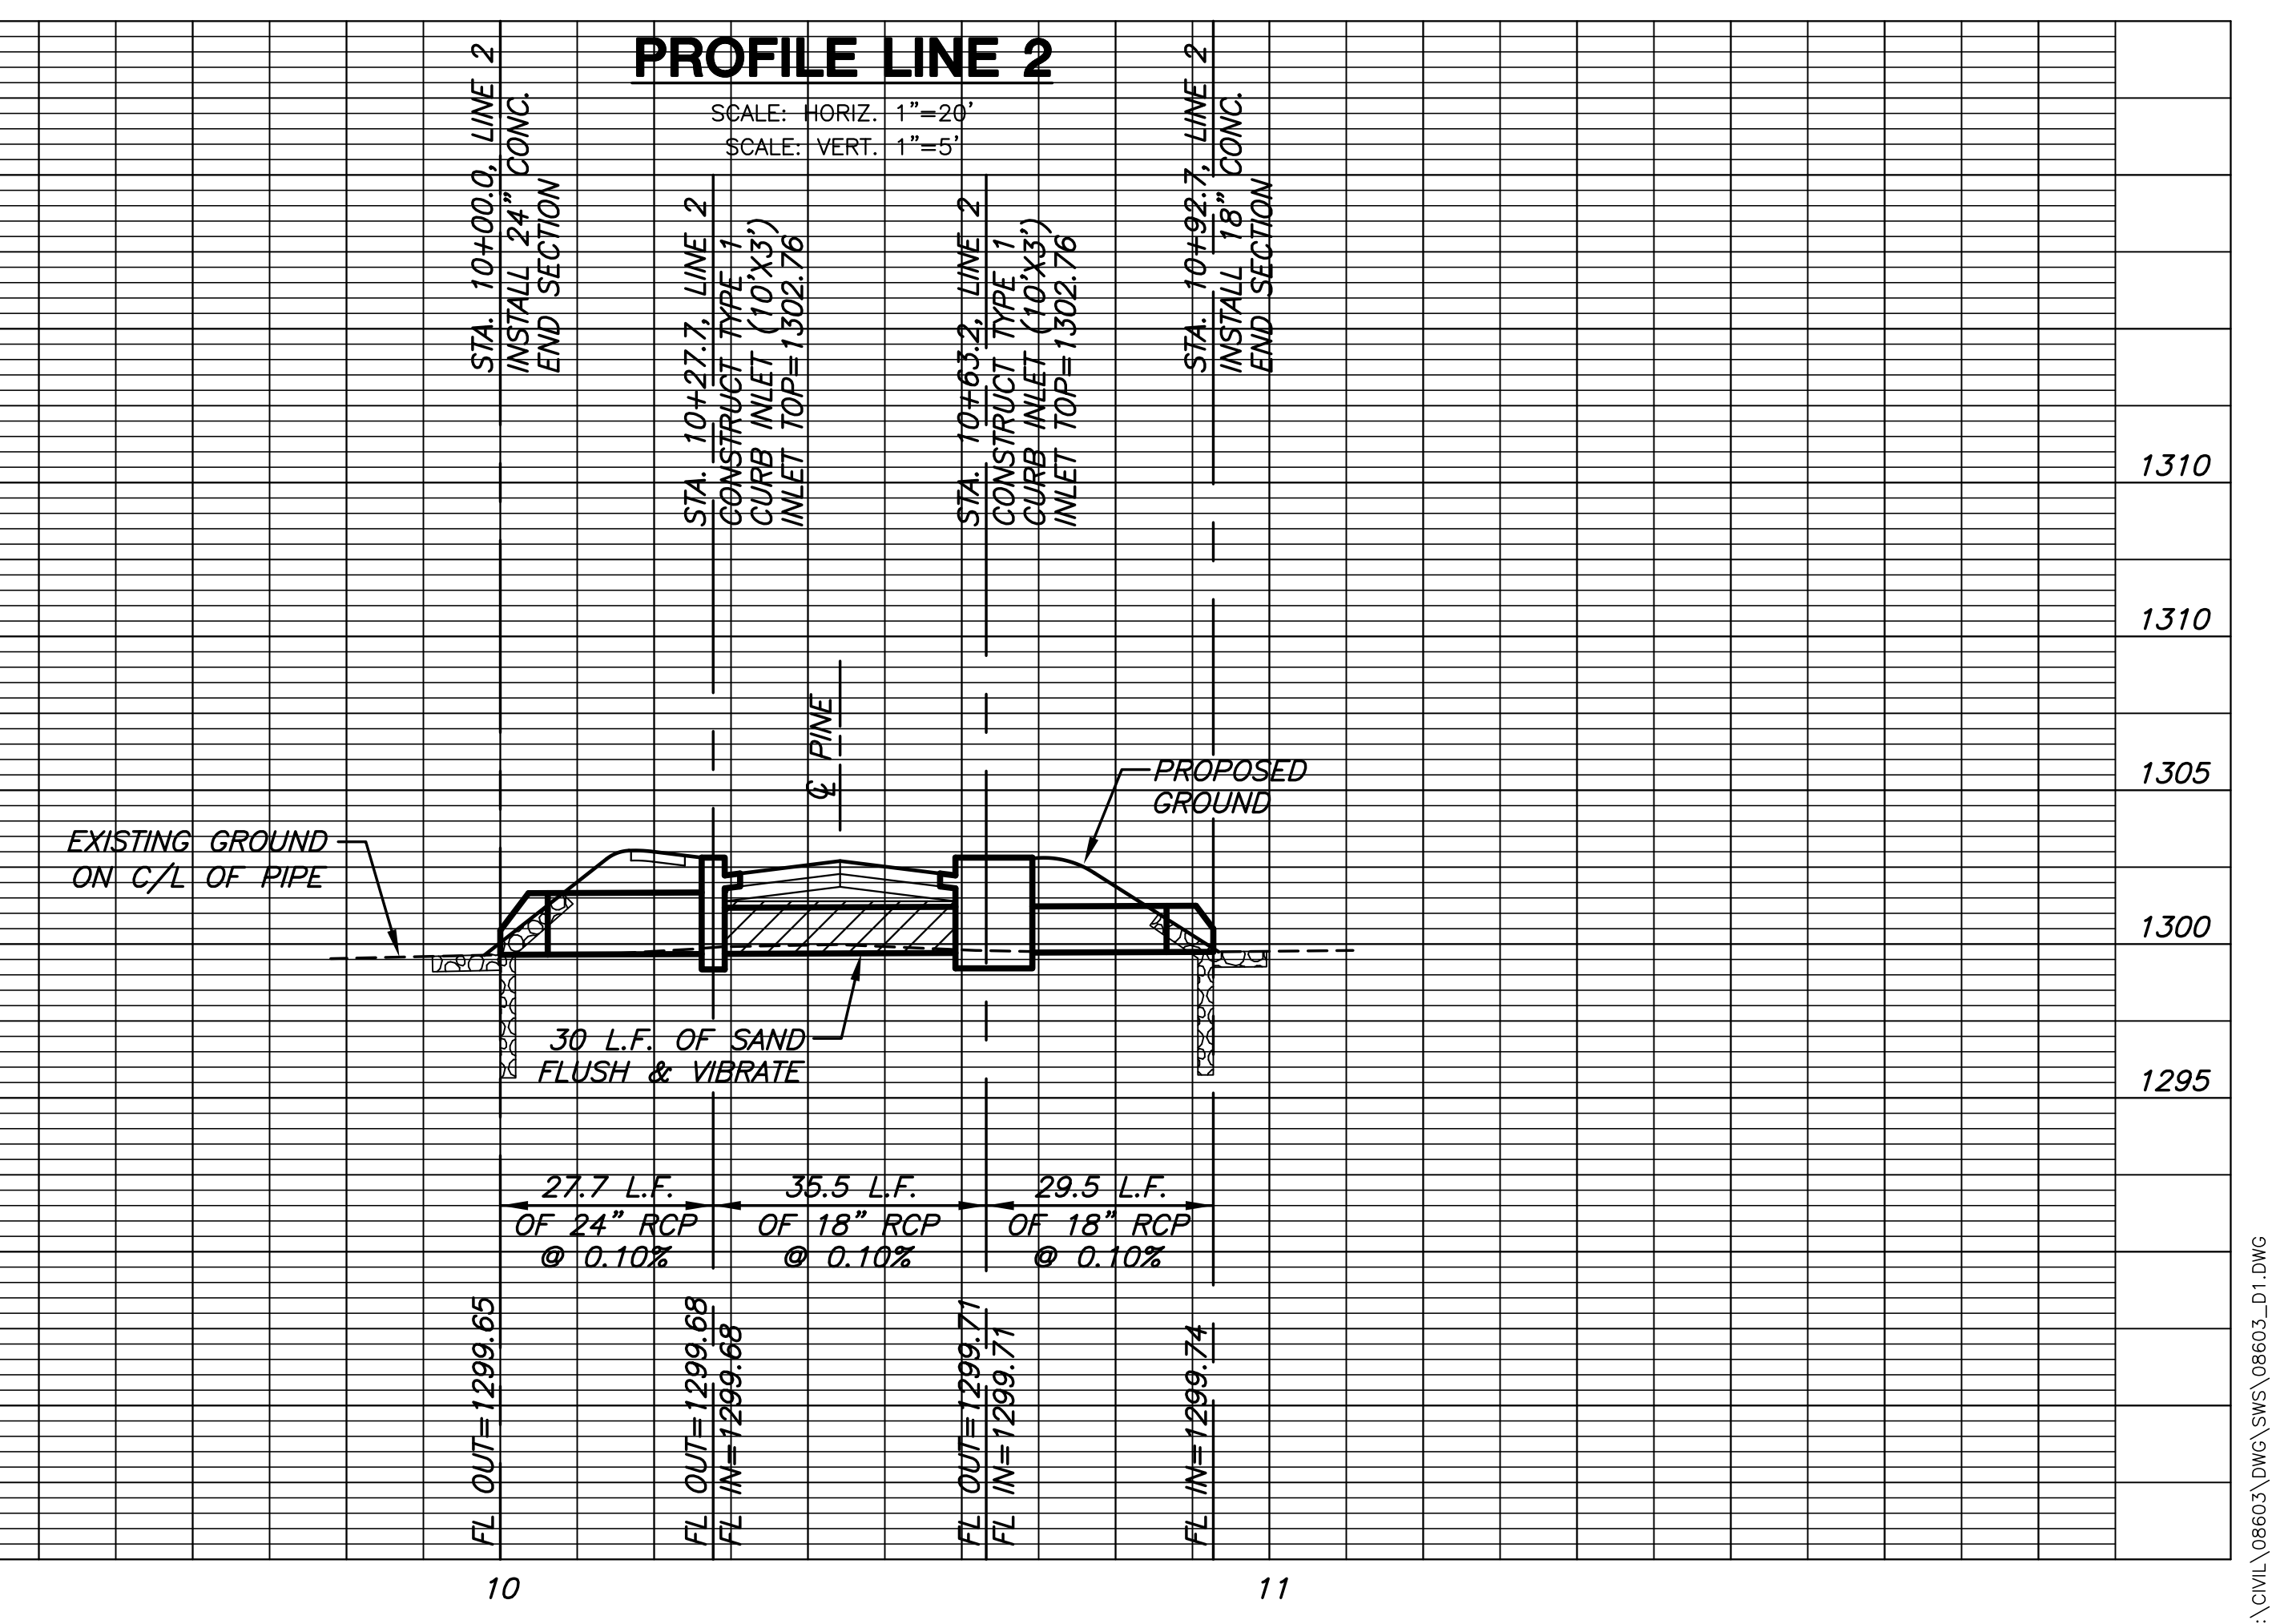 PROFILE LINE 2
SCALE: HORIZ. 1"=20'
SCALE: VERT. 1"=5'
STA. 10+00.0, LINE 2
INSTALL 24" CONC.
END SECTION
STA. 10+27.7, LINE 2
CONSTRUCT TYPE 1
CURB INLET (10'X3')
INLET TOP=1302.76
STA. 10+63.2, LINE 2
CONSTRUCT TYPE 1
CURB INLET (10'X3')
INLET TOP=1302.76
STA. 10+92.7, LINE 2
INSTALL 18" CONC.
END SECTION
1310
1310
1305
1300
1295
℄ PINE
PROPOSED
GROUND
EXISTING GROUND
ON C/L OF PIPE
30 L.F. OF SAND
FLUSH & VIBRATE
27.7 L.F.
OF 24" RCP
@ 0.10%
35.5 L.F.
OF 18" RCP
@ 0.10%
29.5 L.F.
OF 18" RCP
@ 0.10%
FL OUT=1299.65
FL OUT=1299.68
FL IN=1299.68
FL OUT=1299.71
FL IN=1299.71
FL IN=1299.74
10
11
:\CIVIL\08603\DWG\SWS\08603_D1.DWG